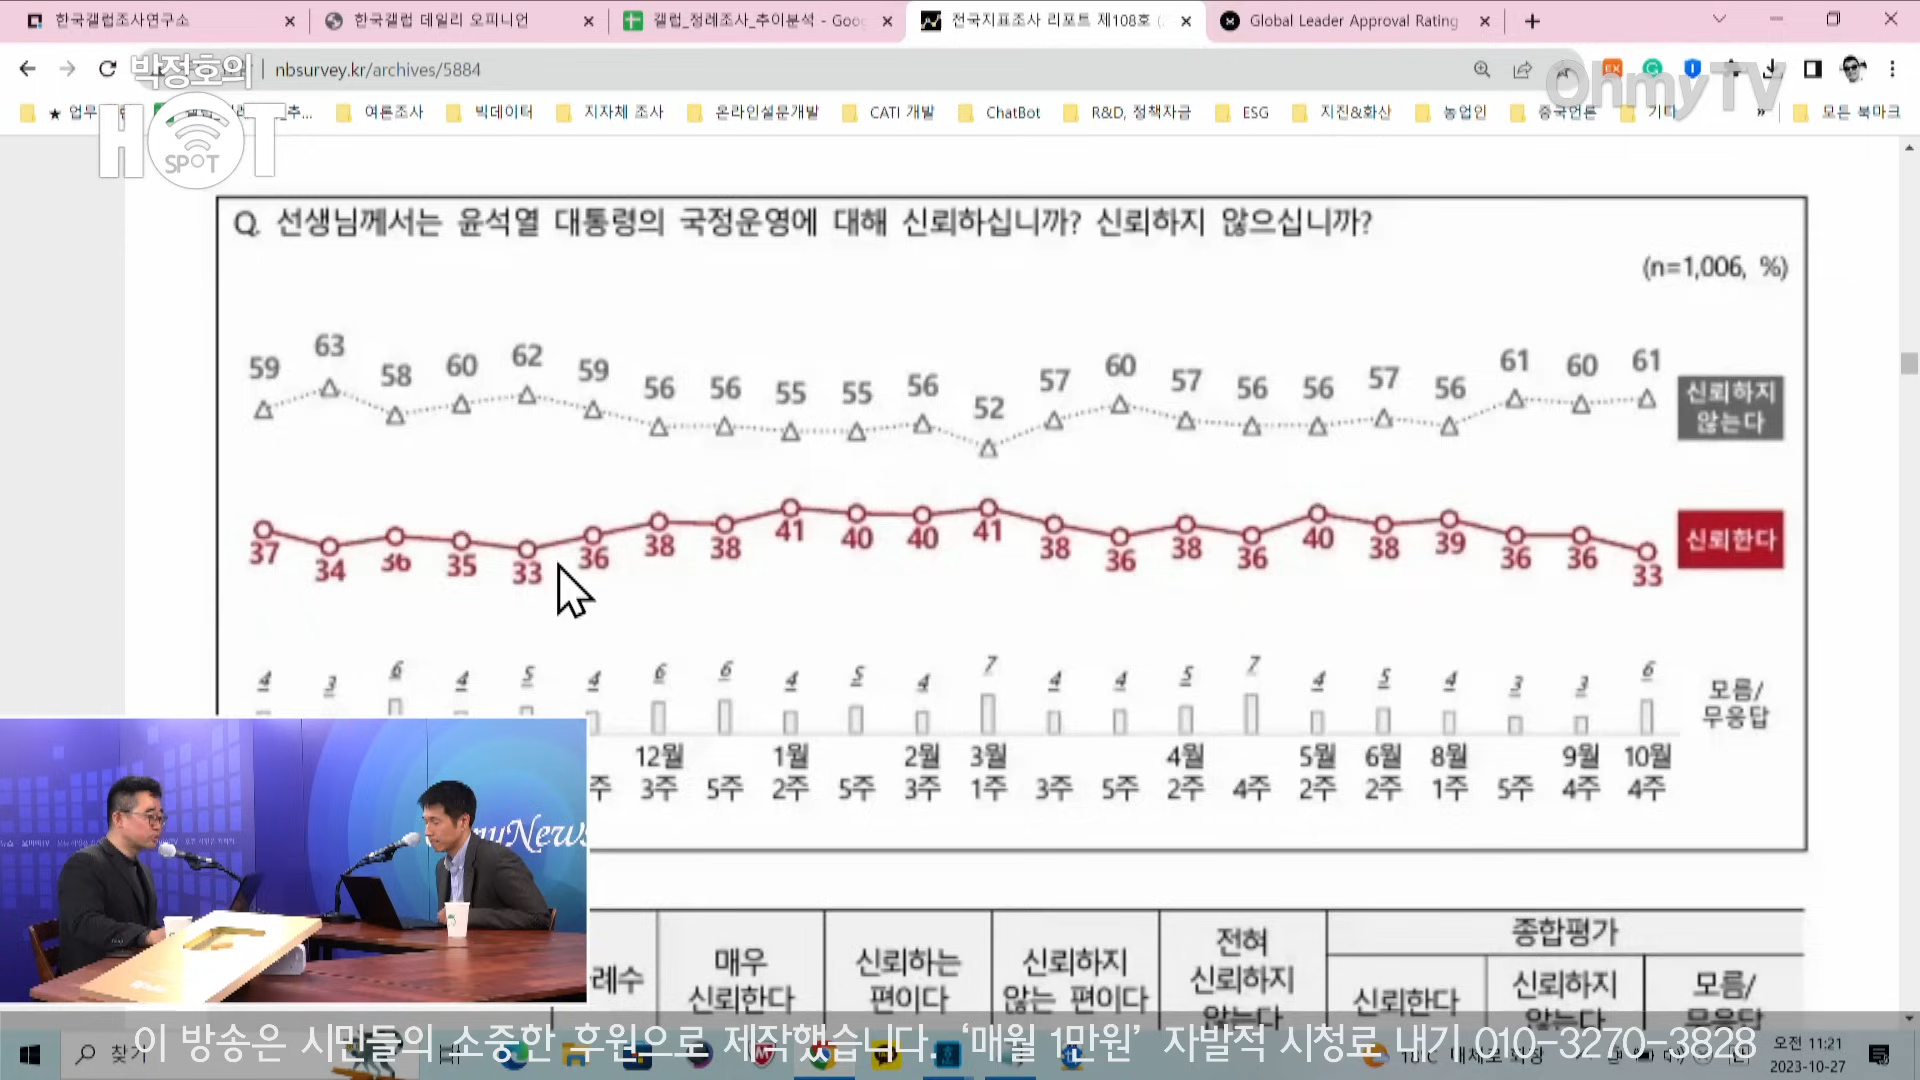 한국갤럽조사연구소
한국갤럽 데일리 오피니언
갤럽_정례조사_추이분석 - Goo
전국지표조사 리포트 제108호 (
Global Leader Approval Rating
박정호의
HOT
SPOT
nbsurvey.kr/archives/5884
OhmyTV
업무
여론조사
빅데이터
지자체 조사
온라인설문개발
CATI 개발
ChatBot
R&D, 정책자금
ESG
지진&화산
농업인
중국언론
기타
»
모든 북마크
Q. 선생님께서는 윤석열 대통령의 국정운영에 대해 신뢰하십니까? 신뢰하지 않으십니까?
(n=1,006, %)
59 63 58 60 62 59 56 56 55 55 56 52 57 60 57 56 56 57 56 61 60 61
신뢰하지
않는다
37 34 36 35 33 36 38 38 41 40 40 41 38 36 38 36 40 38 39 36 36 33
신뢰한다
4 3 6 4 5 4 6 6 4 5 4 7 4 4 5 7 4 5 4 3 3 6
모름/
무응답
12월 1월 2월 3월 4월 5월 6월 8월 9월 10월
주 3주 5주 2주 5주 3주 1주 3주 5주 2주 4주 2주 2주 1주 5주 4주 4주
myNews
례수
매우
신뢰한다
신뢰하는
편이다
신뢰하지
않는 편이다
전혀
신뢰하지
않는다
종합평가
신뢰한다
신뢰하지
않는다
모름/
무응답
이 방송은 시민들의 소중한 후원으로 제작했습니다. ‘매월 1만원’ 자발적 시청료 내기 010-3270-3828
찾기
오전 11:21
2023-10-27